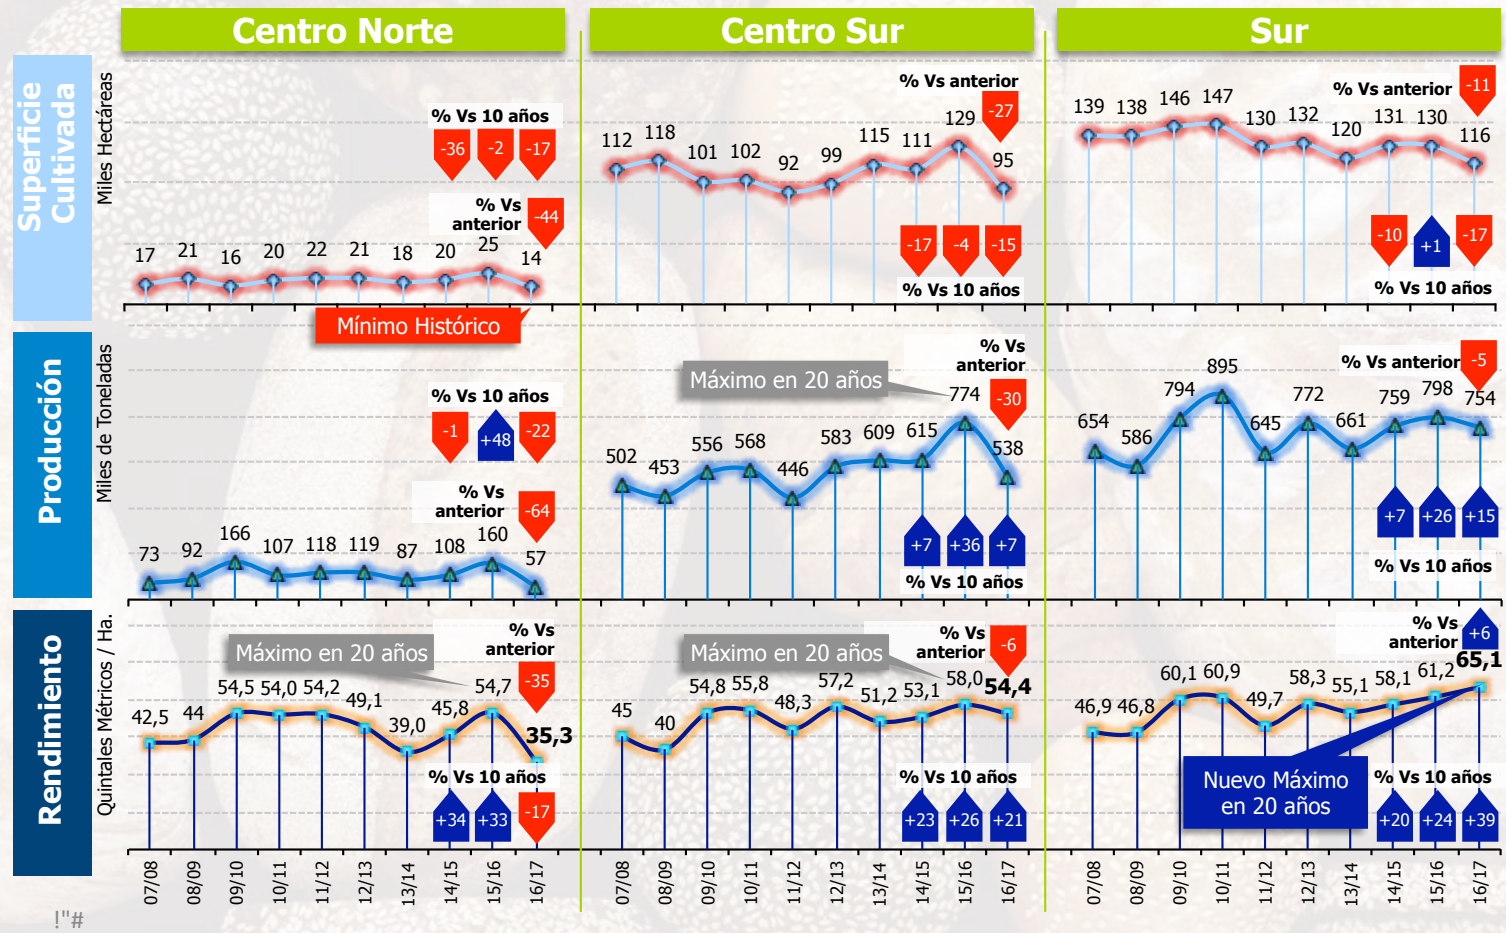 Centro Norte
Centro Sur
Sur
Superficie
Cultivada
Miles Hectáreas
% Vs 10 años
-36 -2 -17
% Vs
anterior
-44
17 21 16 20 22 21 18 20 25 14
Mínimo Histórico
% Vs anterior
-27
112 118 101 102 92 99 115 111 129 95
-17 -4 -15
% Vs 10 años
% Vs anterior
-11
139 138 146 147 130 132 120 131 130 116
-10 +1 -17
% Vs 10 años
Producción
Miles de Toneladas
% Vs 10 años
-1 +48 -22
% Vs
anterior
-64
73 92 166 107 118 119 87 108 160 57
Máximo en 20 años
% Vs
anterior
-30
502 453 556 568 446 583 609 615 774 538
+7 +36 +7
% Vs 10 años
% Vs anterior
-5
654 586 794 895 645 772 661 759 798 754
+7 +26 +15
% Vs 10 años
Rendimiento
Quintales Métricos / Ha.
Máximo en 20 años
% Vs
anterior
-35
42,5 44 54,5 54,0 54,2 49,1 39,0 45,8 54,7 35,3
% Vs 10 años
+34 +33 -17
07/08 08/09 09/10 10/11 11/12 12/13 13/14 14/15 15/16 16/17
Máximo en 20 años
% Vs
anterior
-6
45 40 54,8 55,8 48,3 57,2 51,2 53,1 58,0 54,4
% Vs 10 años
+23 +26 +21
07/08 08/09 09/10 10/11 11/12 12/13 13/14 14/15 15/16 16/17
% Vs
anterior
+6
46,9 46,8 60,1 60,9 49,7 58,3 55,1 58,1 61,2 65,1
Nuevo Máximo
en 20 años
% Vs 10 años
+20 +24 +39
07/08 08/09 09/10 10/11 11/12 12/13 13/14 14/15 15/16 16/17
!"#